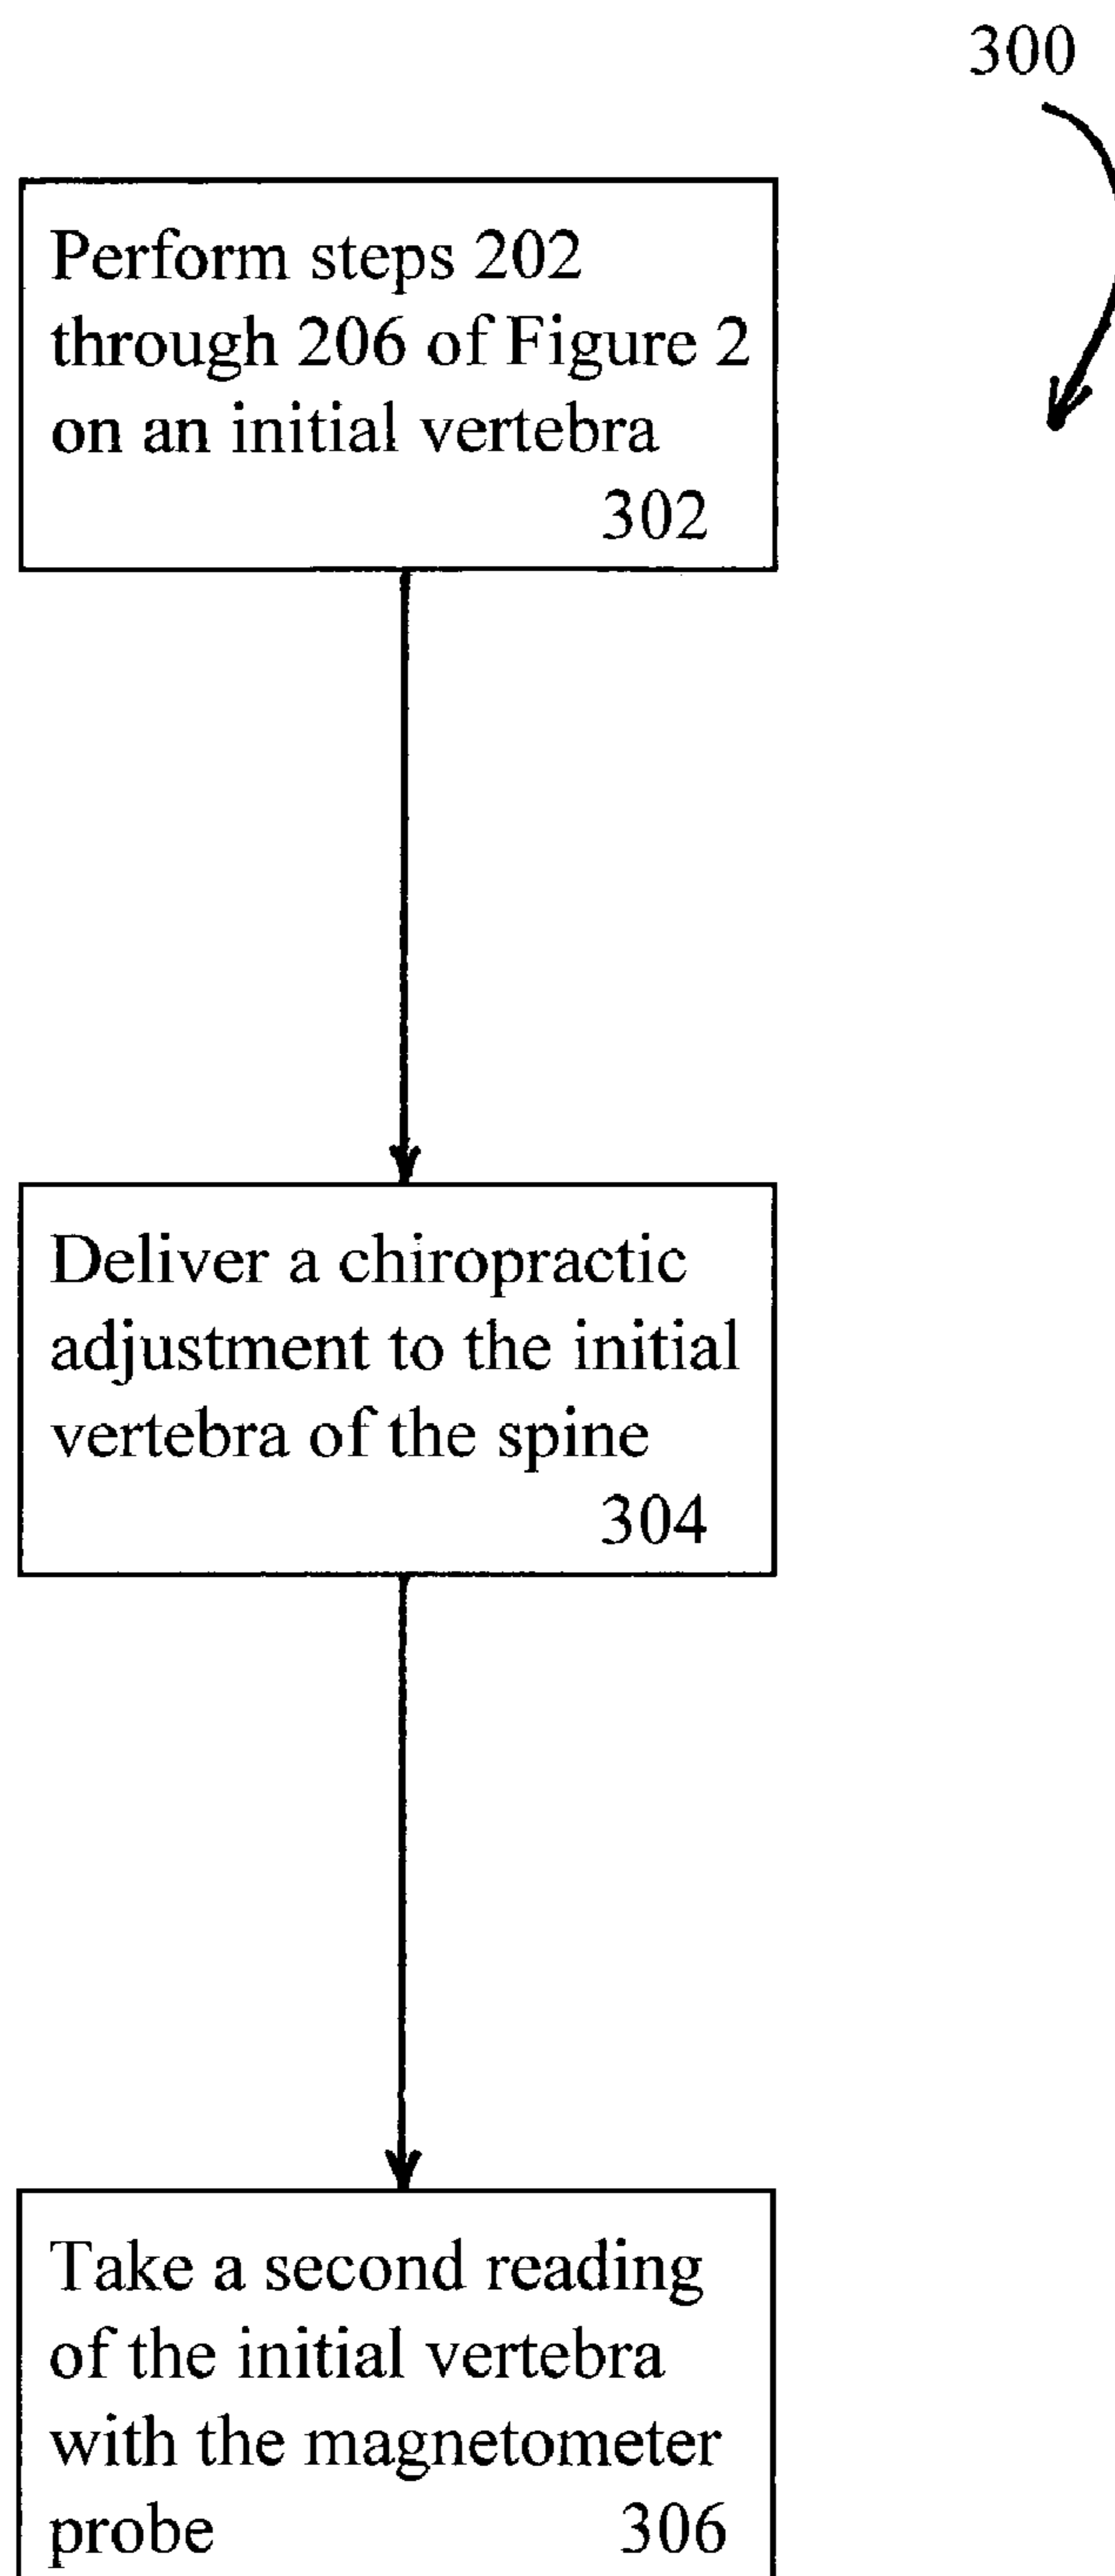 300
Perform steps 202
through 206 of Figure 2
on an initial vertebra
302
Deliver a chiropractic
adjustment to the initial
vertebra of the spine
304
Take a second reading
of the initial vertebra
with the magnetometer
probe 306